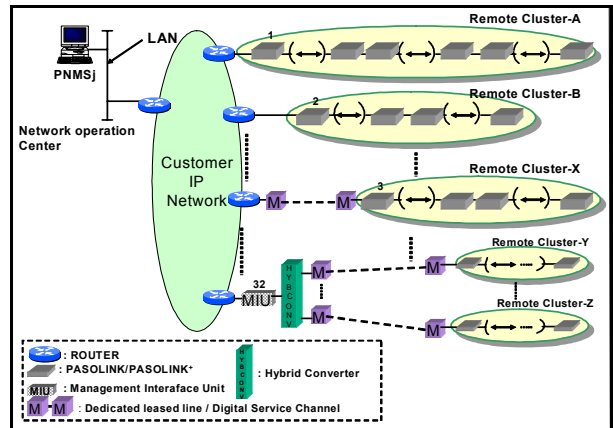 Remote Cluster-A
LAN
1
PNMSj
Remote Cluster-B
2
Network operation
Center
Customer
IP
Network
Remote Cluster-X
3
M
M
Remote Cluster-Y
32
MIU
HYBCONV
M
M
Remote Cluster-Z
M
M
: ROUTER
: PASOLINK/PASOLINK+
: Hybrid Converter
MIU : Management Interaface Unit
M M : Dedicated leased line / Digital Service Channel